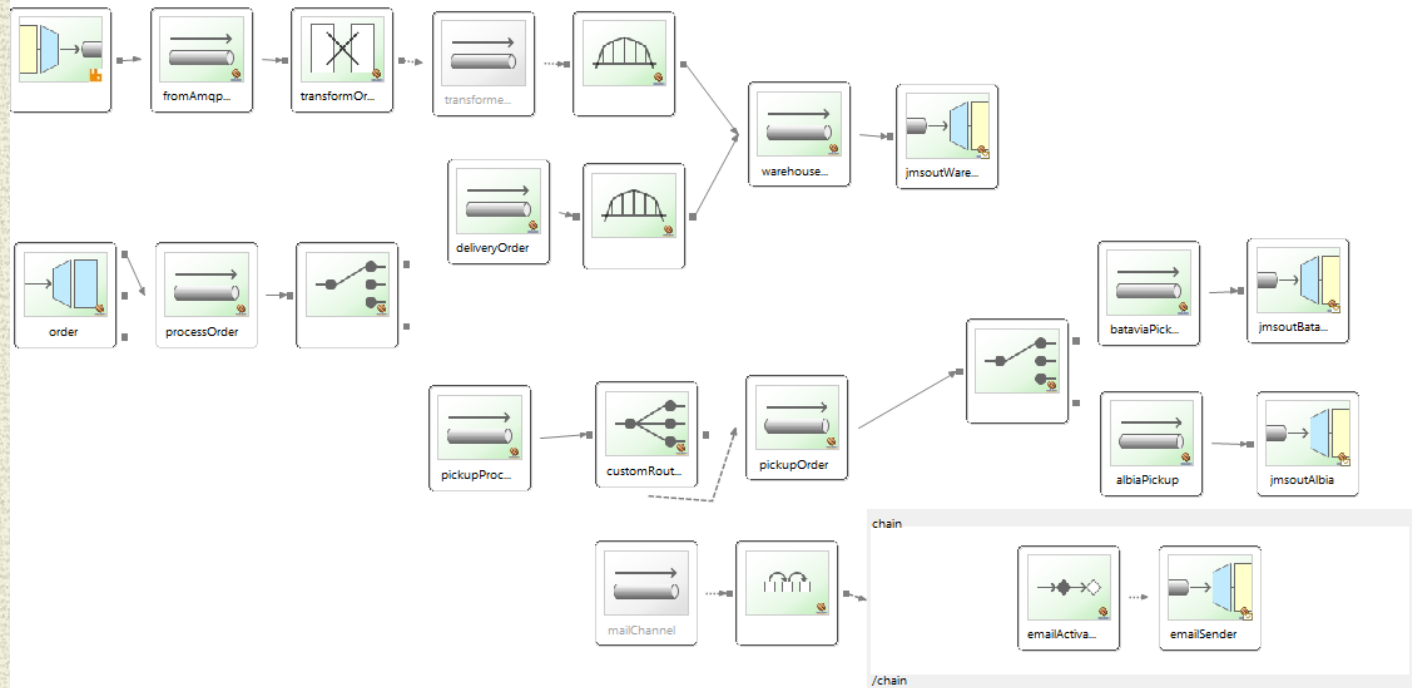 fromAmqp...
transformOr...
transforme...
warehouse...
jmsoutWare...
deliveryOrder
order
processOrder
bataviaPick...
jmsoutBata...
pickupProc...
customRout...
pickupOrder
albiaPickup
jmsoutAlbia
chain
mailChannel
emailActiva...
emailSender
/chain